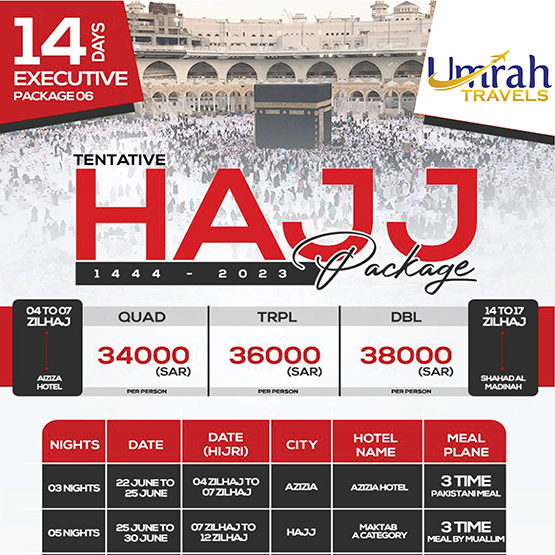 14 DAYS
EXECUTIVE
PACKAGE 06
Umrah
TRAVELS
TENTATIVE
HAJJ
1444 - 2023
Package
04 TO 07
ZILHAJ
AIZIZA
HOTEL
QUAD
34000
(SAR)
PER PERSON
TRPL
36000
(SAR)
PER PERSON
DBL
38000
(SAR)
PER PERSON
14 TO 17
ZILHAJ
SHAHAD AL
MADINAH
NIGHTS DATE DATE (HIJRI) CITY HOTEL NAME MEAL PLANE
03 NIGHTS 22 JUNE TO 25 JUNE 04 ZILHAJ TO 07 ZILHAJ AZIZIA AZIZIA HOTEL 3 TIME PAKISTANI MEAL
05 NIGHTS 25 JUNE TO 30 JUNE 07 ZILHAJ TO 12 ZILHAJ HAJJ MAKTAB A CATEGORY 3 TIME MEAL BY MUALLIM